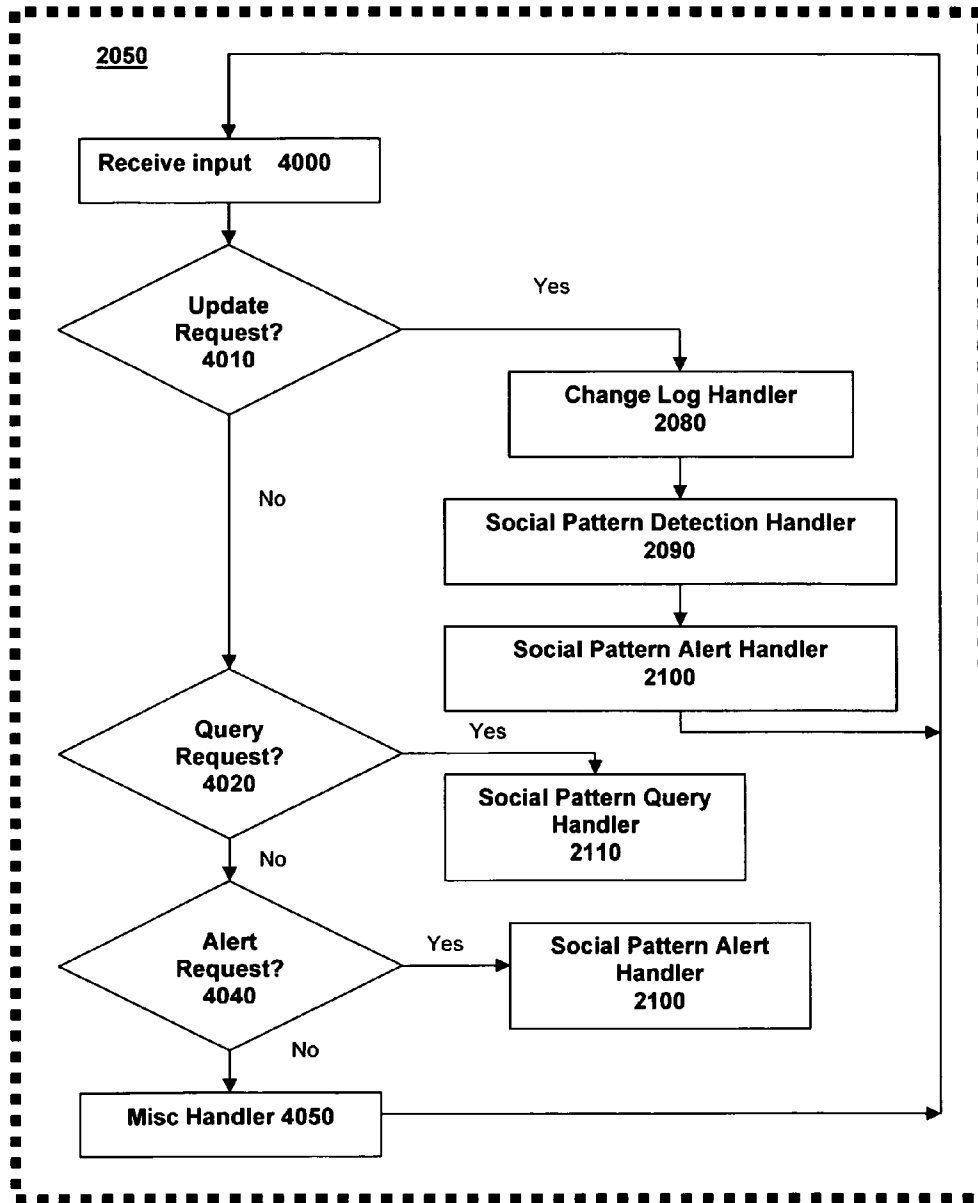 2050
Receive input 4000
Update
Request?
4010
Yes
Change Log Handler
2080
No
Social Pattern Detection Handler
2090
Social Pattern Alert Handler
2100
Query
Request?
4020
Yes
Social Pattern Query
Handler
2110
No
Alert
Request?
4040
Yes
Social Pattern Alert
Handler
2100
No
Misc Handler 4050